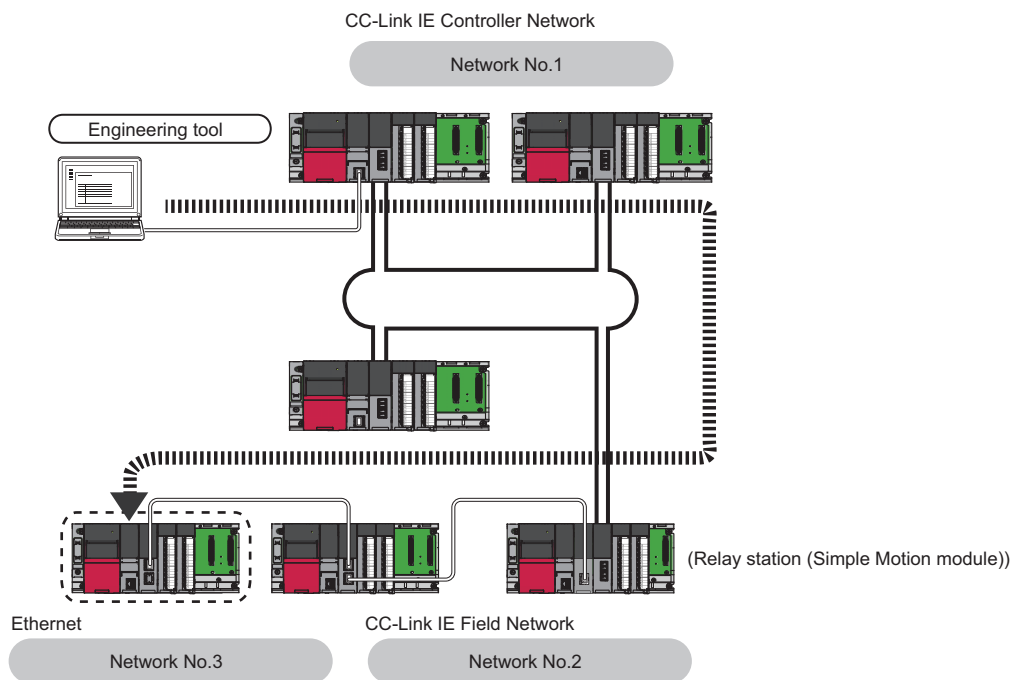 CC-Link IE Controller Network
Network No.1
Engineering tool
(Relay station (Simple Motion module))
Ethernet
CC-Link IE Field Network
Network No.3
Network No.2